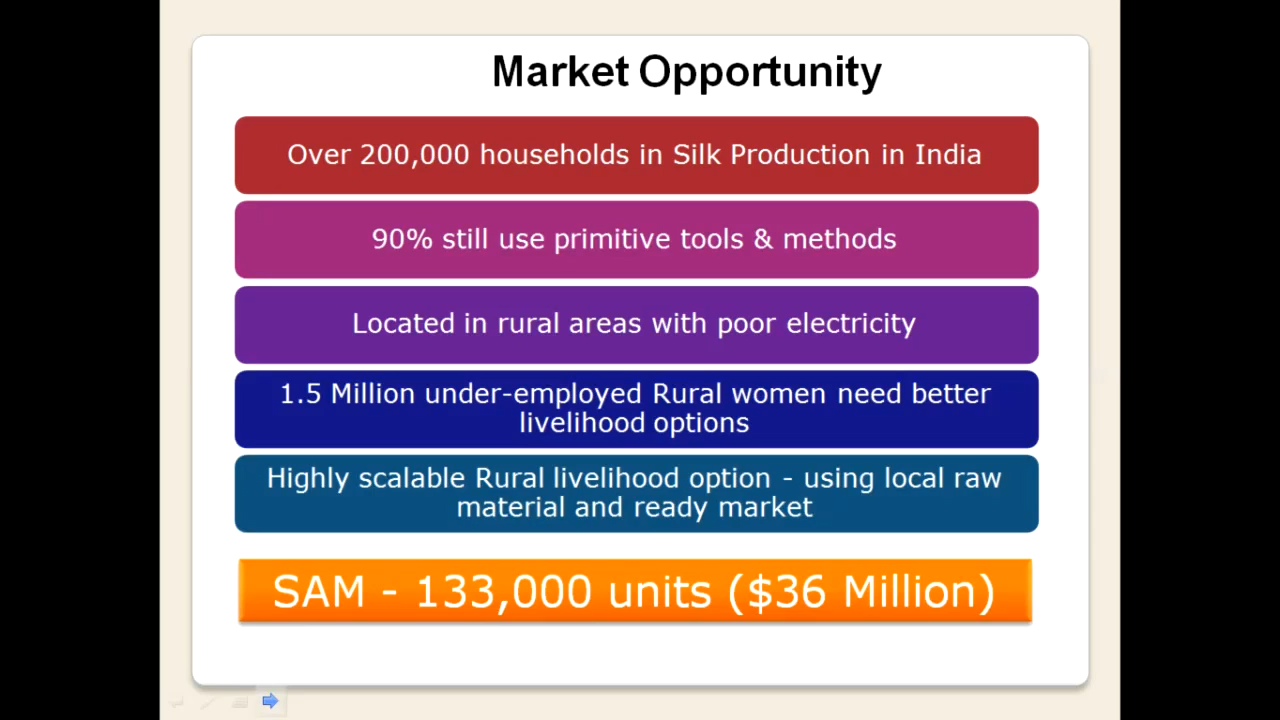 Market Opportunity
Over 200,000 households in Silk Production in India
90% still use primitive tools & methods
Located in rural areas with poor electricity
1.5 Million under-employed Rural women need better
livelihood options
Highly scalable Rural livelihood option - using local raw
material and ready market
SAM - 133,000 units ($36 Million)